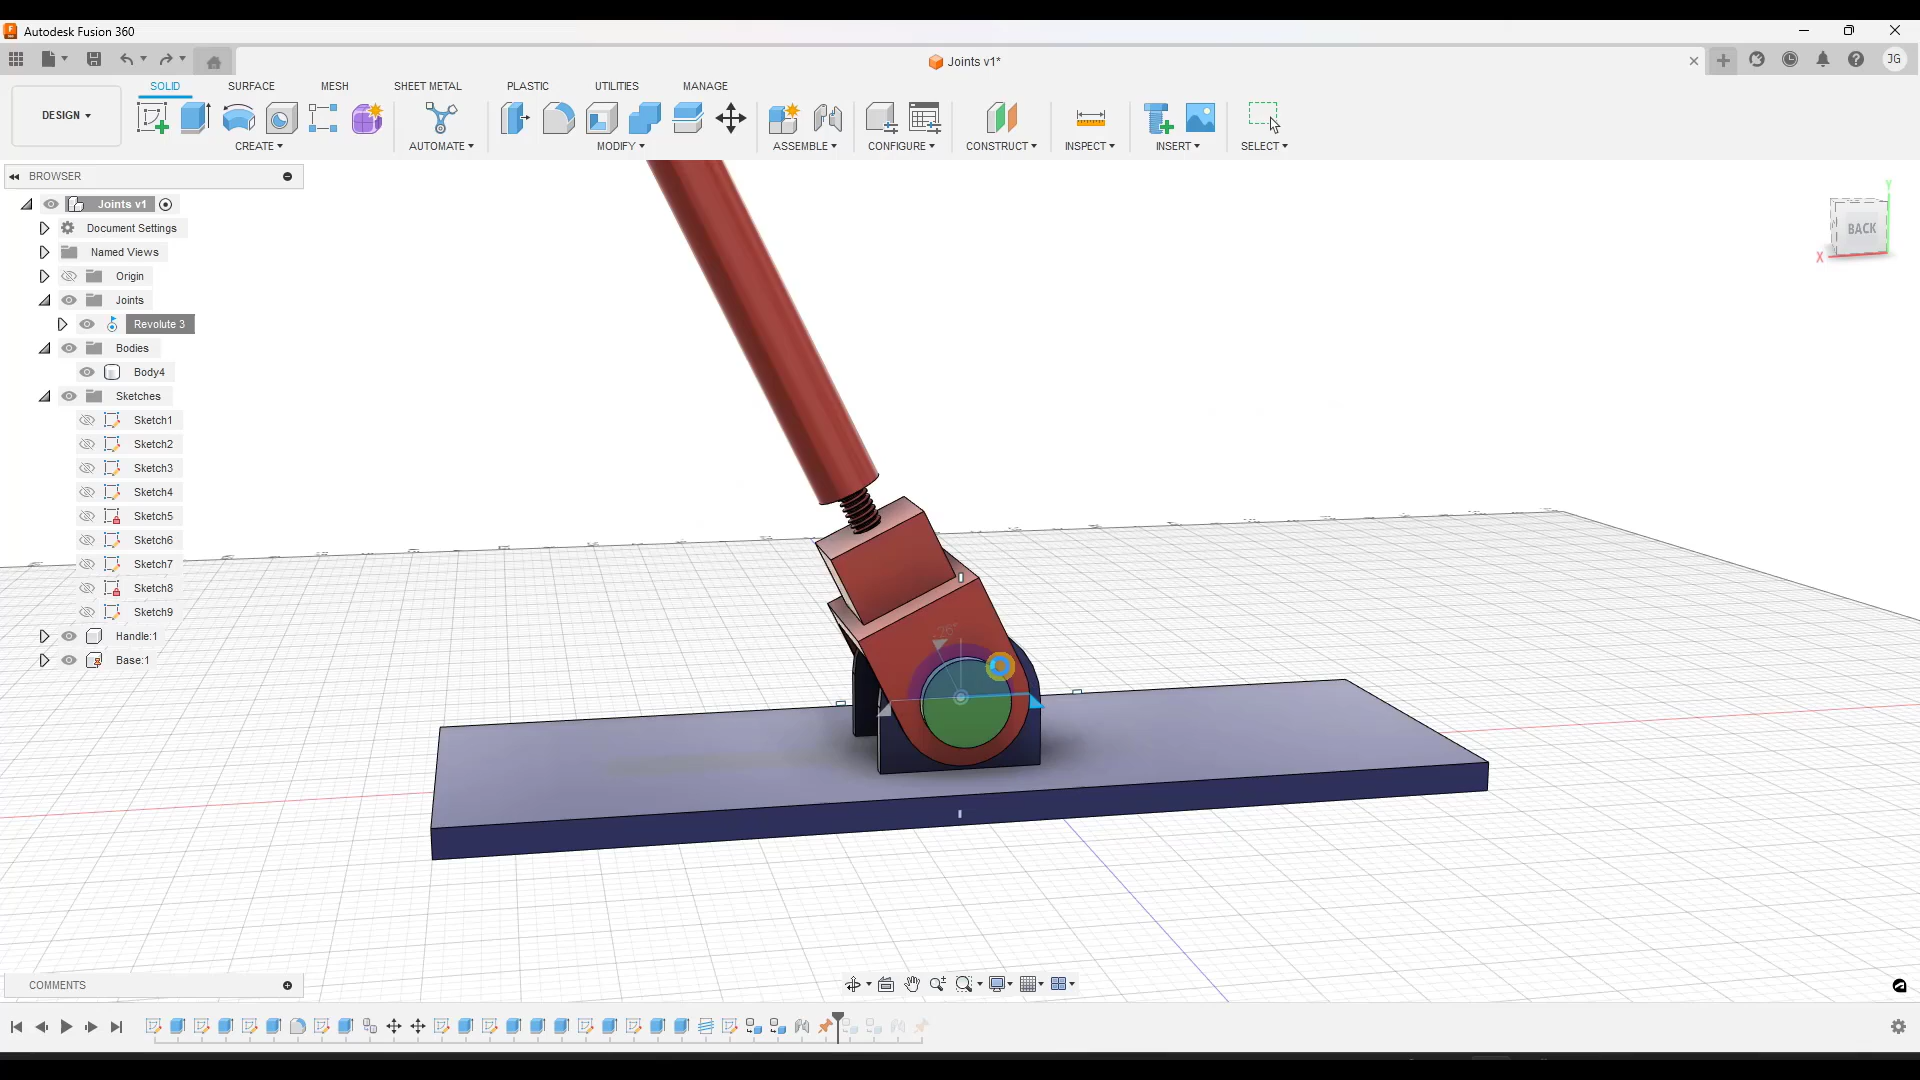 Autodesk Fusion 360
Joints v1*
JG
DESIGN
SOLID SURFACE MESH SHEET METAL PLASTIC UTILITIES MANAGE
CREATE AUTOMATE MODIFY ASSEMBLE CONFIGURE CONSTRUCT INSPECT INSERT SELECT
BROWSER
Joints v1
Document Settings
Named Views
Origin
Joints
Revolute 3
Bodies
Body4
Sketches
Sketch1
Sketch2
Sketch3
Sketch4
Sketch5
Sketch6
Sketch7
Sketch8
Sketch9
Handle:1
Base:1
Y
BACK
X
COMMENTS